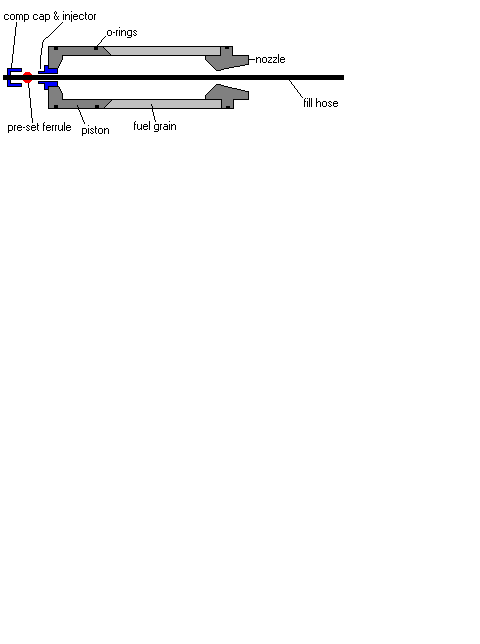 comp cap & injector
o-rings
nozzle
fill hose
pre-set ferrule
piston
fuel grain